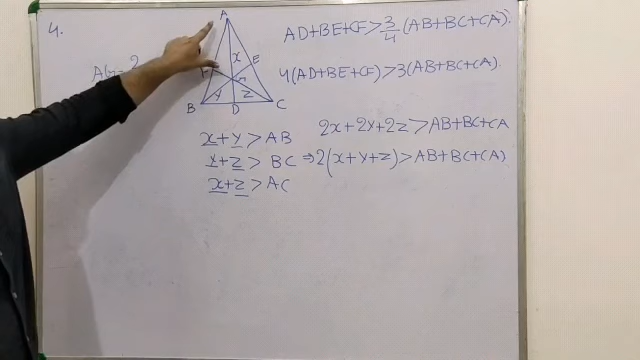 4.
AD+BE+CF>3/4(AB+BC+CA).
4(AD+BE+CF)>3(AB+BC+CA).
A
E
x
y
z
B
D
C
x+y>AB
y+z>BC
x+z>AC
2x+2y+2z>AB+BC+CA
⇒2(x+y+z)>AB+BC+CA)